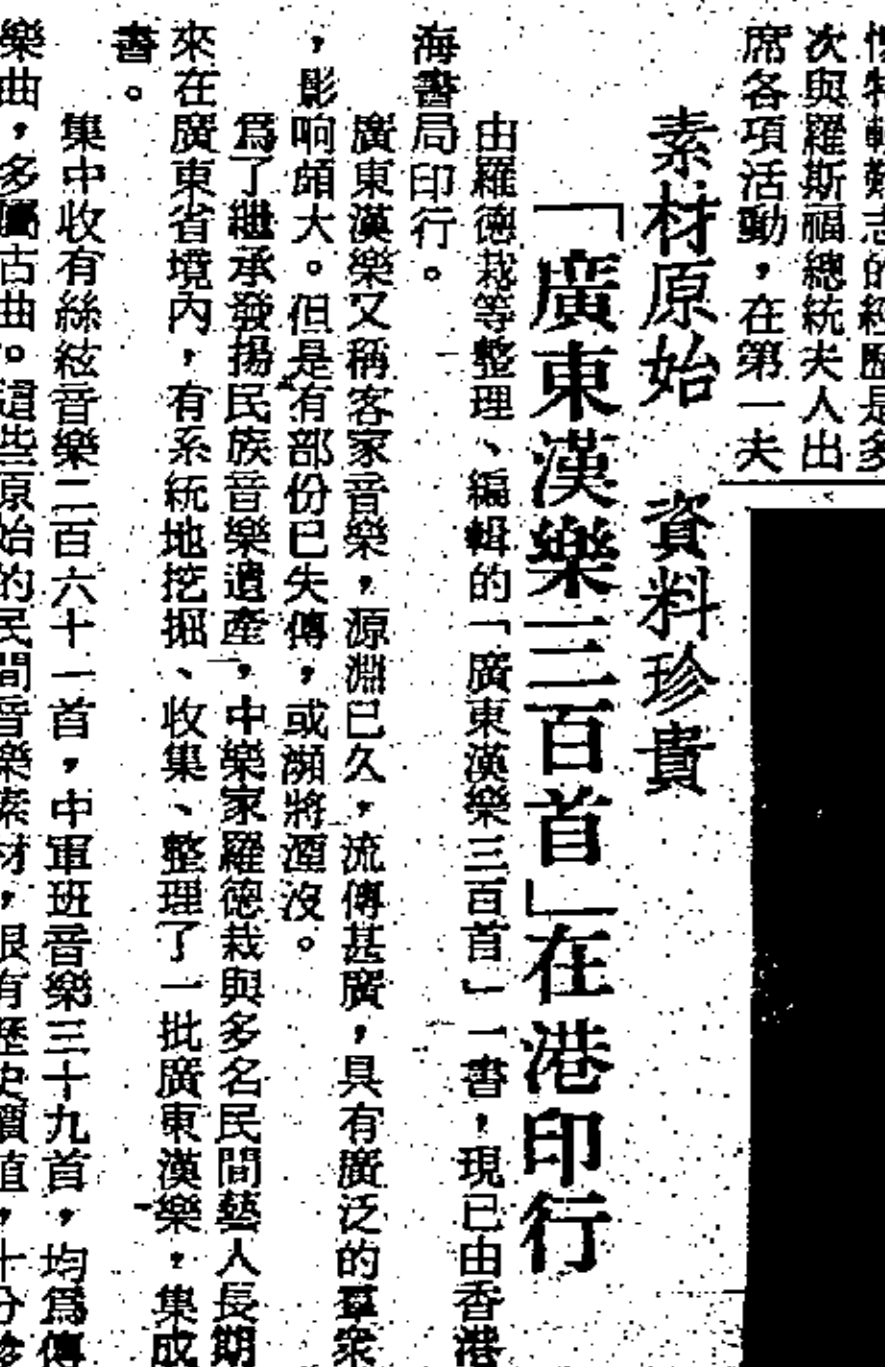 特
難志的經歷是多
次與羅斯福總統夫人出
席各項活動，在第一夫
素材原始　資料珍貴
「廣東漢樂三百首」在港印行
由羅德栽等整理、編輯的「廣東漢樂三百首」一書，現已由香港
海書局印行。
廣東漢樂又稱客家音樂，源淵已久，流傳甚廣，具有廣泛的羣衆
，影响頗大。但是有部份已失傳，或瀕將湮沒。
爲了繼承發揚民族音樂遺產，中樂家羅德栽與多名民間藝人長期
來在廣東省境內，有系統地挖掘、收集、整理了一批廣東漢樂，集成
書。
集中收有絲絃音樂二百六十一首，中軍班音樂三十九首，均爲傳
樂曲，多屬古曲。這些原始的民間音樂素材，很有歷史價值，十分珍